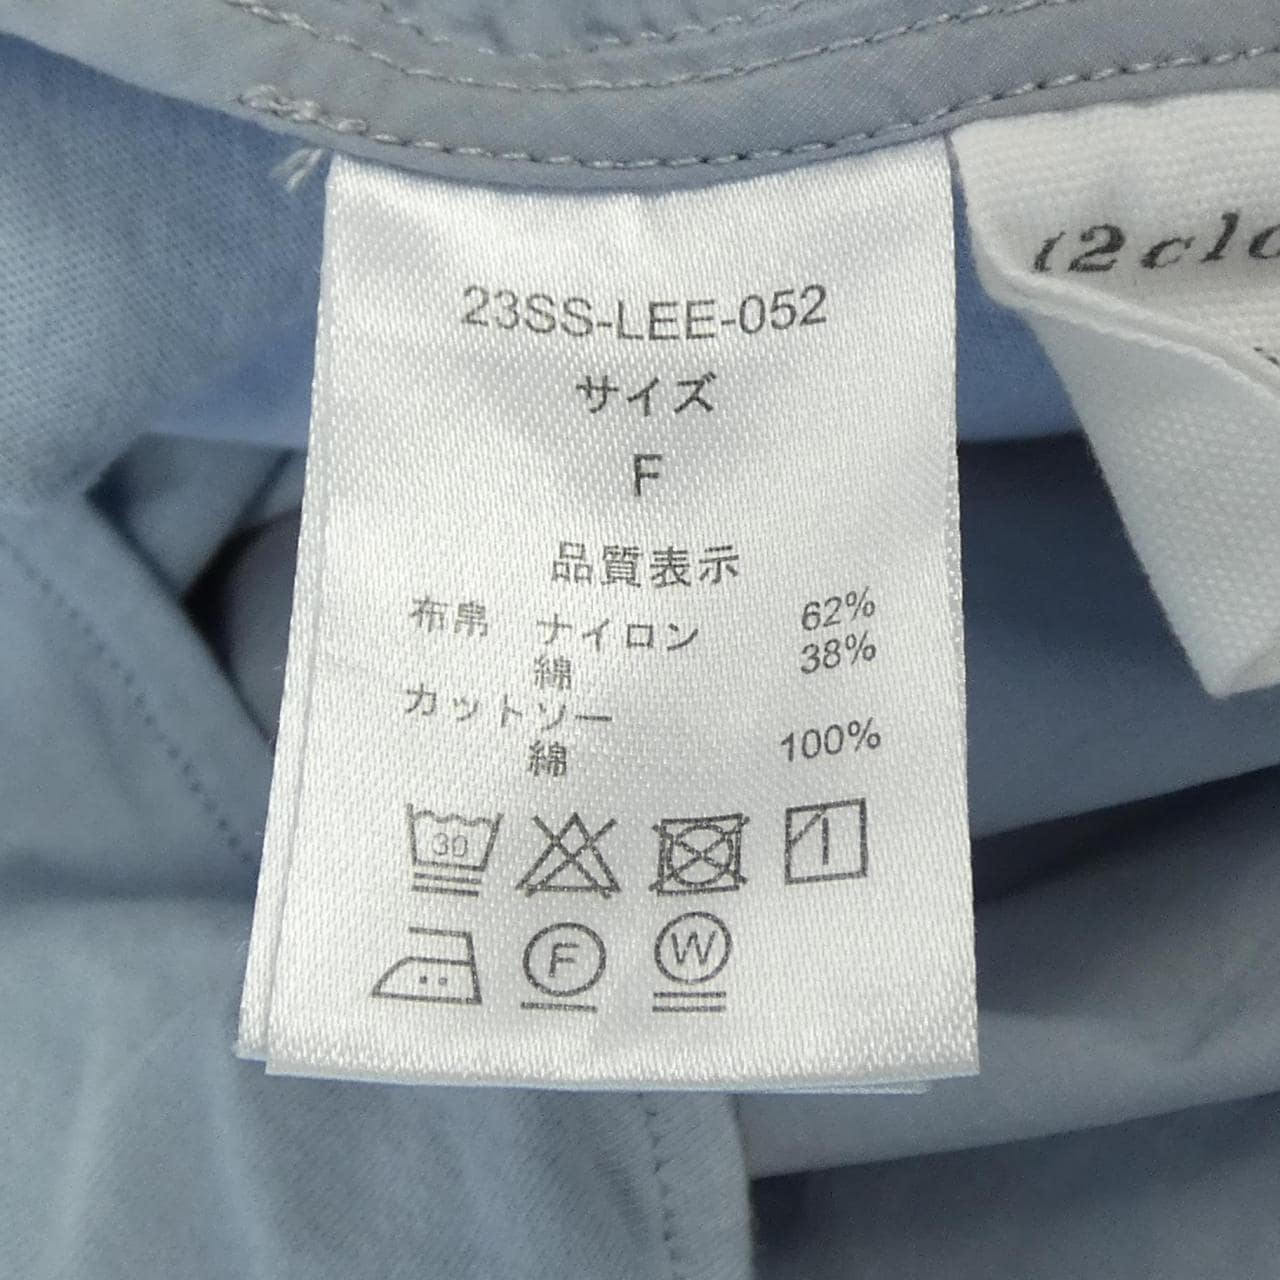 23SS-LEE-052
サイズ
F
品質表示
布帛 ナイロン 62%
綿 38%
カットソー
綿 100%
30
F
W
t2clo